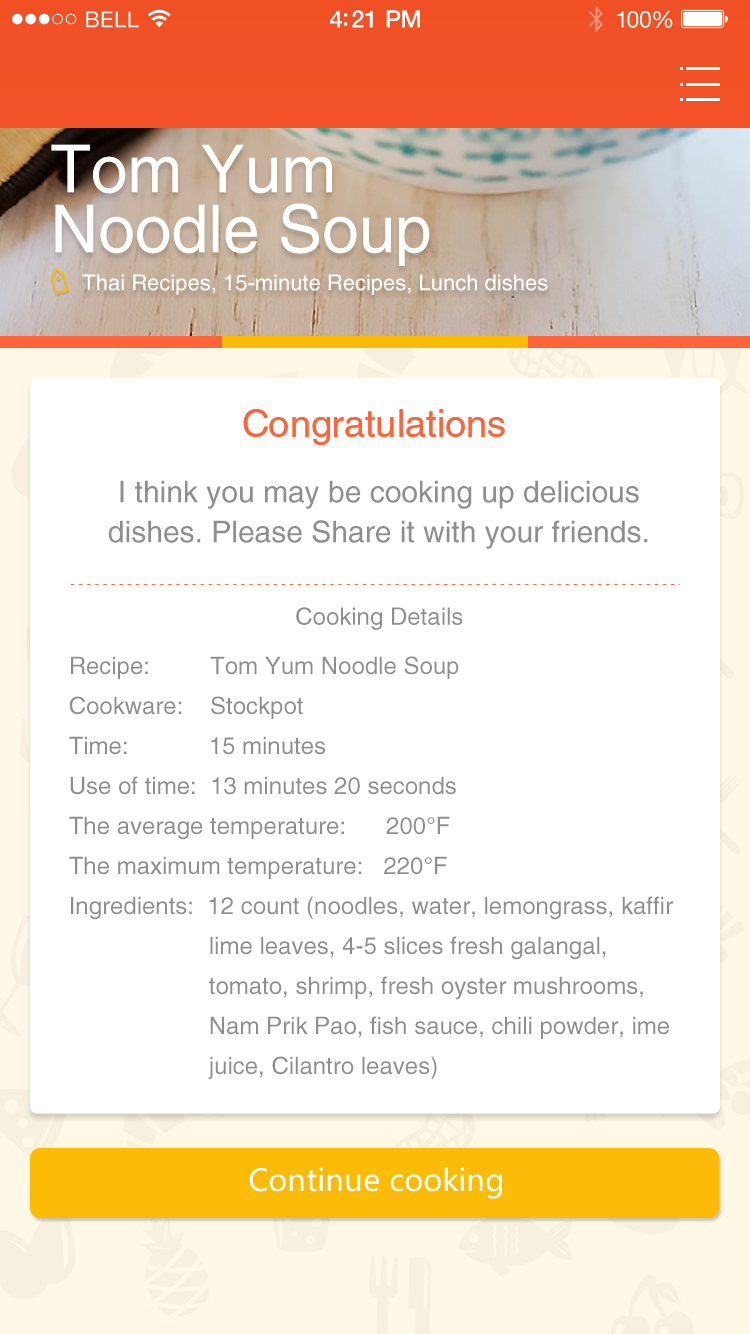 BELL 4:21 PM 100%
Tom Yum
Noodle Soup
Thai Recipes, 15-minute Recipes, Lunch dishes
Congratulations
I think you may be cooking up delicious
dishes. Please Share it with your friends.
Cooking Details
Recipe: Tom Yum Noodle Soup
Cookware: Stockpot
Time: 15 minutes
Use of time: 13 minutes 20 seconds
The average temperature: 200°F
The maximum temperature: 220°F
Ingredients: 12 count (noodles, water, lemongrass, kaffir
lime leaves, 4-5 slices fresh galangal,
tomato, shrimp, fresh oyster mushrooms,
Nam Prik Pao, fish sauce, chili powder, ime
juice, Cilantro leaves)
Continue cooking